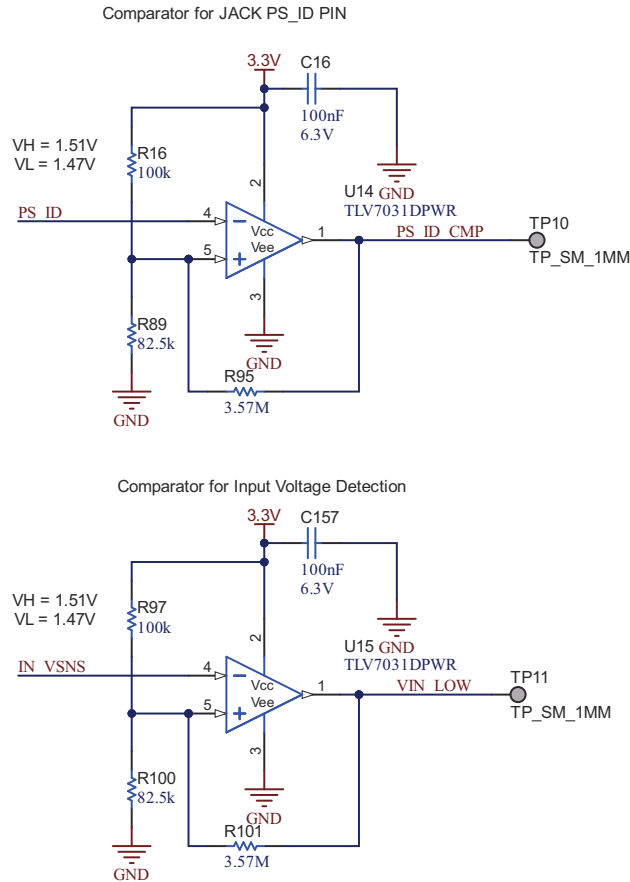 Comparator for JACK PS_ID PIN
3.3V
C16
100nF
6.3V
GND
VH = 1.51V
VL = 1.47V
R16
100k
U14
TLV7031DPWR
PS_ID
4
5
2
Vcc
Vee
3
1
PS_ID_CMP
TP10
TP_SM_1MM
R89
82.5k
GND
GND
R95
3.57M
Comparator for Input Voltage Detection
3.3V
C157
100nF
6.3V
GND
VH = 1.51V
VL = 1.47V
R97
100k
U15
TLV7031DPWR
IN_VSNS
4
5
2
Vcc
Vee
3
1
VIN_LOW
TP11
TP_SM_1MM
R100
82.5k
GND
GND
R101
3.57M